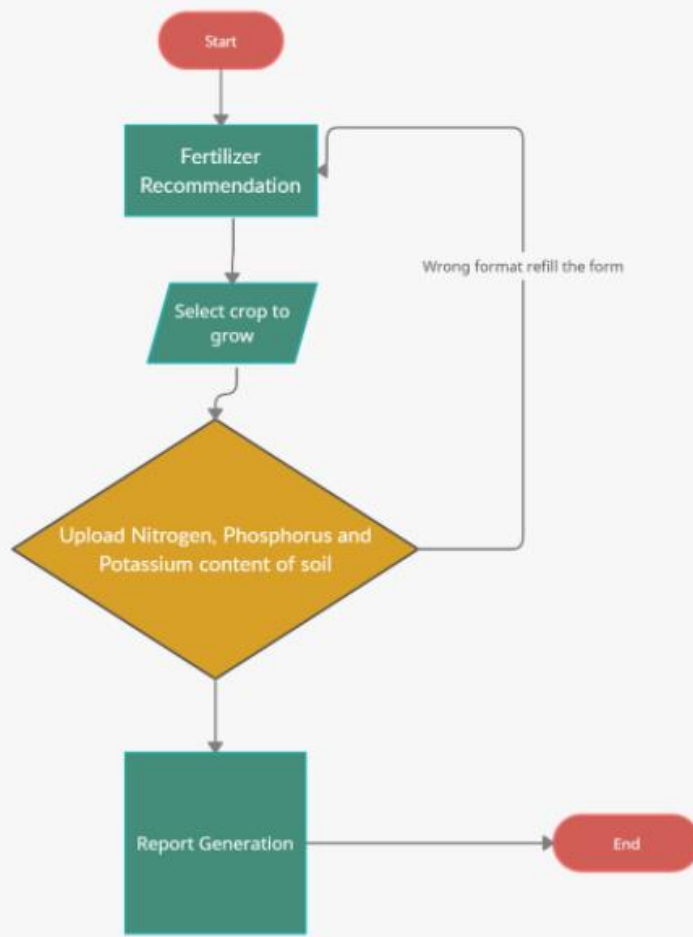 Start
Fertilizer
Recommendation
Wrong format refill the form
Select crop to
grow
Upload Nitrogen, Phosphorus and
Potassium content of soil
Report Generation
End